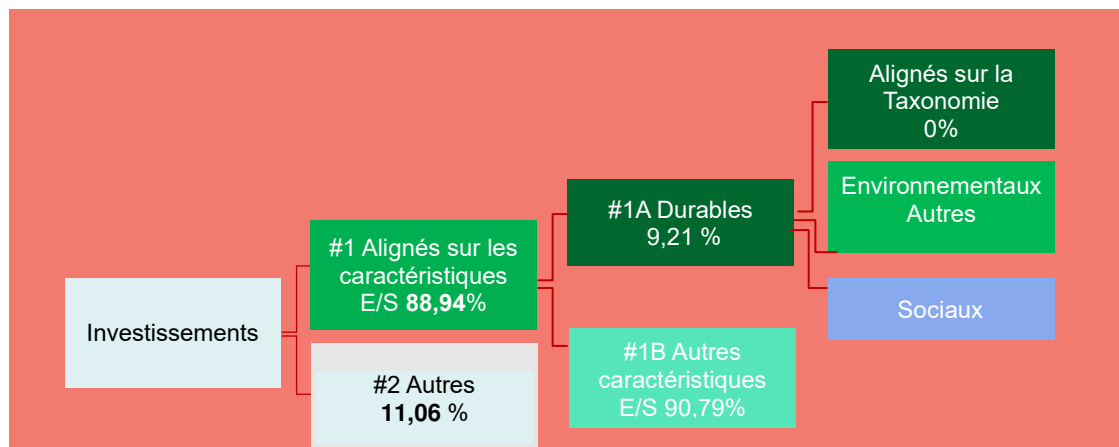 Investissements
#1 Alignés sur les
caractéristiques
E/S 88,94%
#2 Autres
11,06 %
#1A Durables
9,21 %
#1B Autres
caractéristiques
E/S 90,79%
Alignés sur la
Taxonomie
0%
Environnementaux
Autres
Sociaux